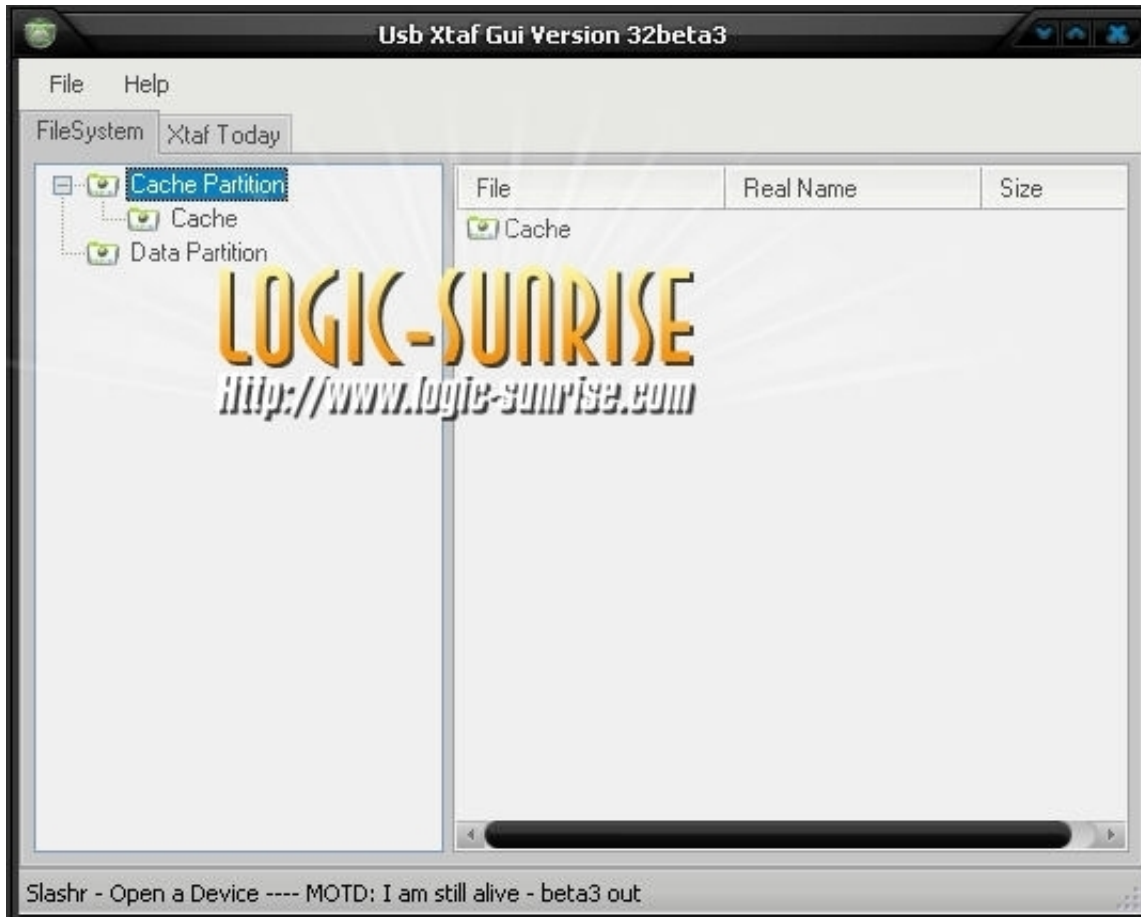 Usb Xtaf Gui Version 32beta3
File Help
FileSystem Xtaf Today
Cache Partition
Cache
Data Partition
File Real Name Size
Cache
LOGIC-SUNRISE
Http://www.logic-sunrise.com
Slashr - Open a Device ---- MOTD: I am still alive - beta3 out